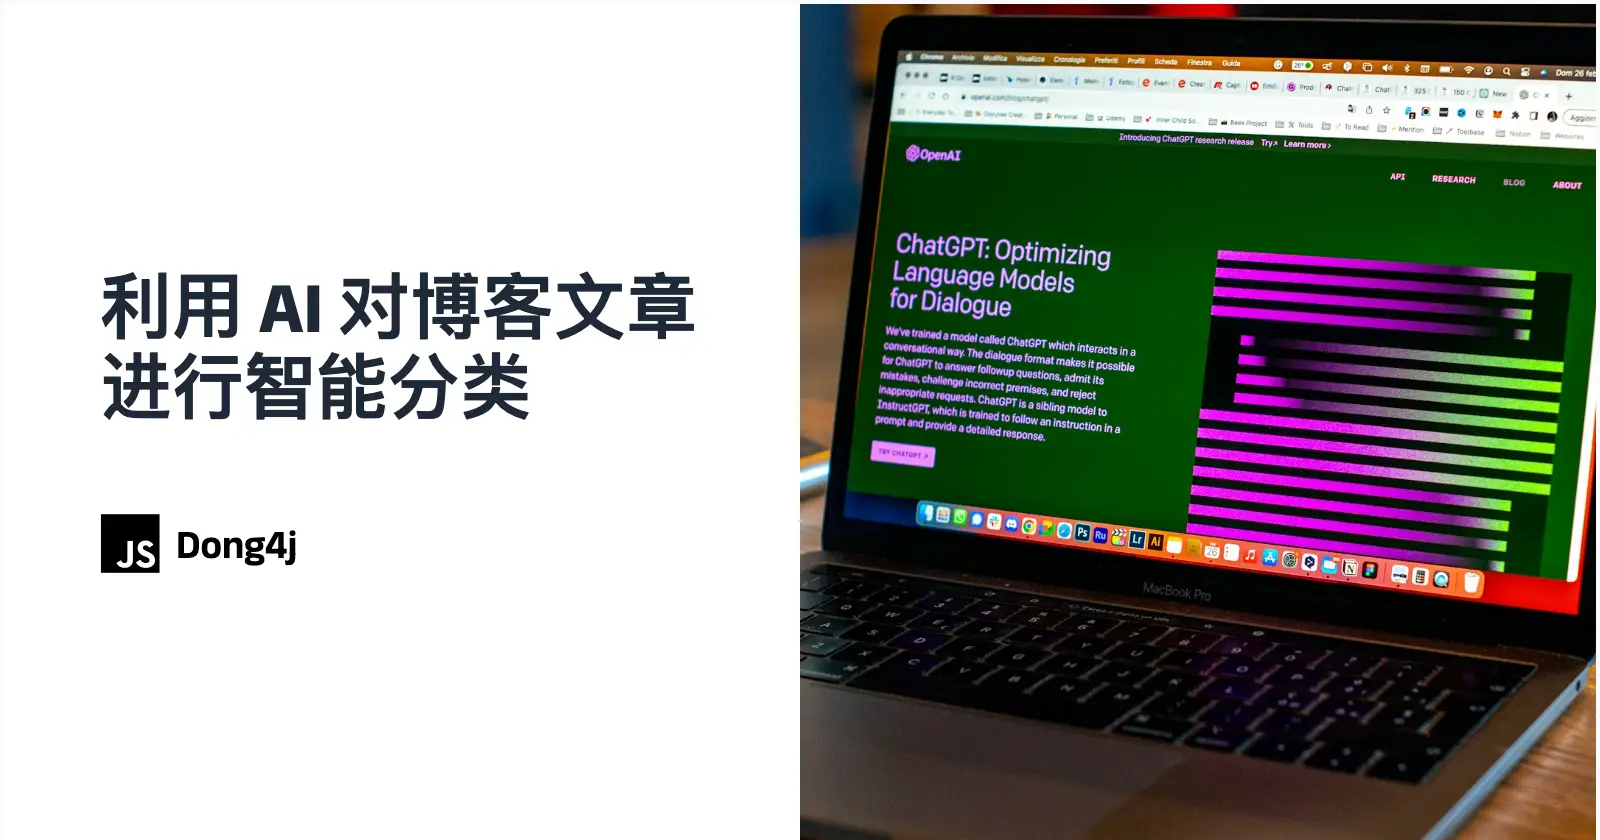 利用 AI 对博客文章
进行智能分类
JS
Dong4j
Chrome Archivio Modifica Visualizza Cronologia Preferiti Profili Scheda Finestra Guida
Dom 26 feb
openai.com/blog/chatgpt/
Introducing ChatGPT research release Try↗ Learn more >
OpenAI
API RESEARCH BLOG ABOUT
ChatGPT: Optimizing
Language Models
for Dialogue
We've trained a model called ChatGPT which interacts in a
conversational way. The dialogue format makes it possible
for ChatGPT to answer followup questions, admit its
mistakes, challenge incorrect premises, and reject
inappropriate requests. ChatGPT is a sibling model to
InstructGPT, which is trained to follow an instruction in a
prompt and provide a detailed response.
TRY CHATGPT ↗
MacBook Pro